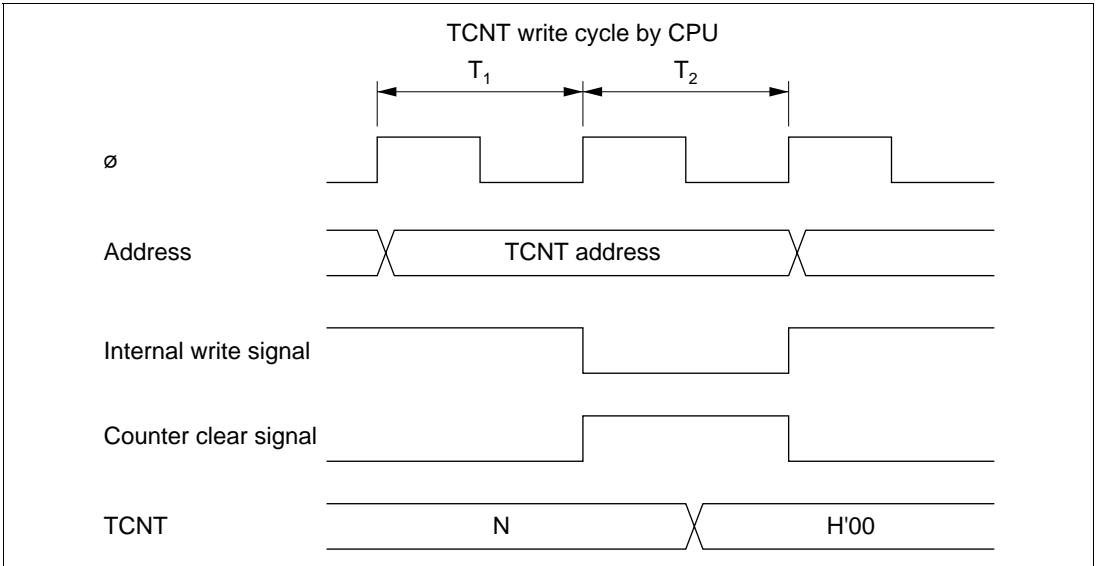 TCNT write cycle by CPU
T₁ T₂
ø
Address TCNT address
Internal write signal
Counter clear signal
TCNT N H'00